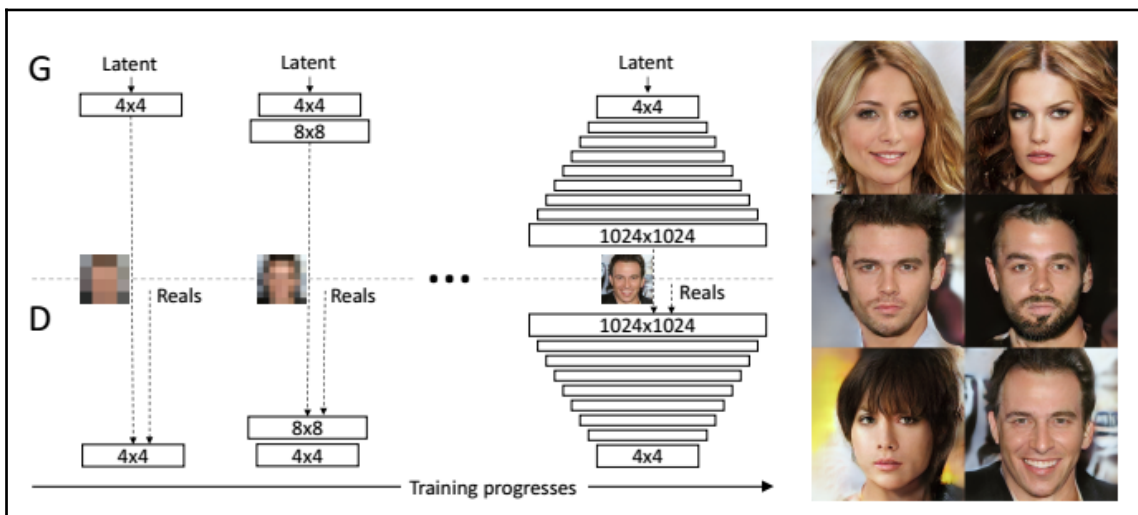 G
Latent
4x4
Latent
4x4
8x8
Latent
4x4
1024x1024
Reals
Reals
...
Reals
D
1024x1024
8x8
4x4
4x4
4x4
Training progresses